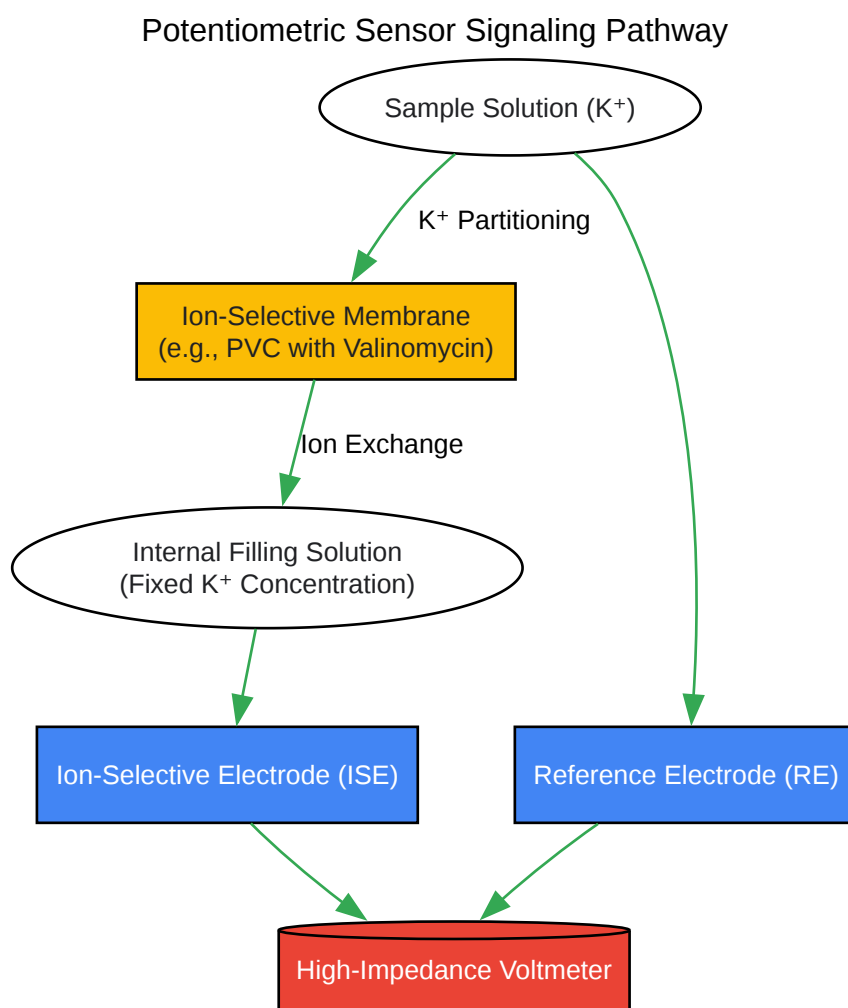 Potentiometric Sensor Signaling Pathway
Sample Solution (K⁺)
K⁺ Partitioning
Ion-Selective Membrane
(e.g., PVC with Valinomycin)
Ion Exchange
Internal Filling Solution
(Fixed K⁺ Concentration)
Ion-Selective Electrode (ISE)
Reference Electrode (RE)
High-Impedance Voltmeter